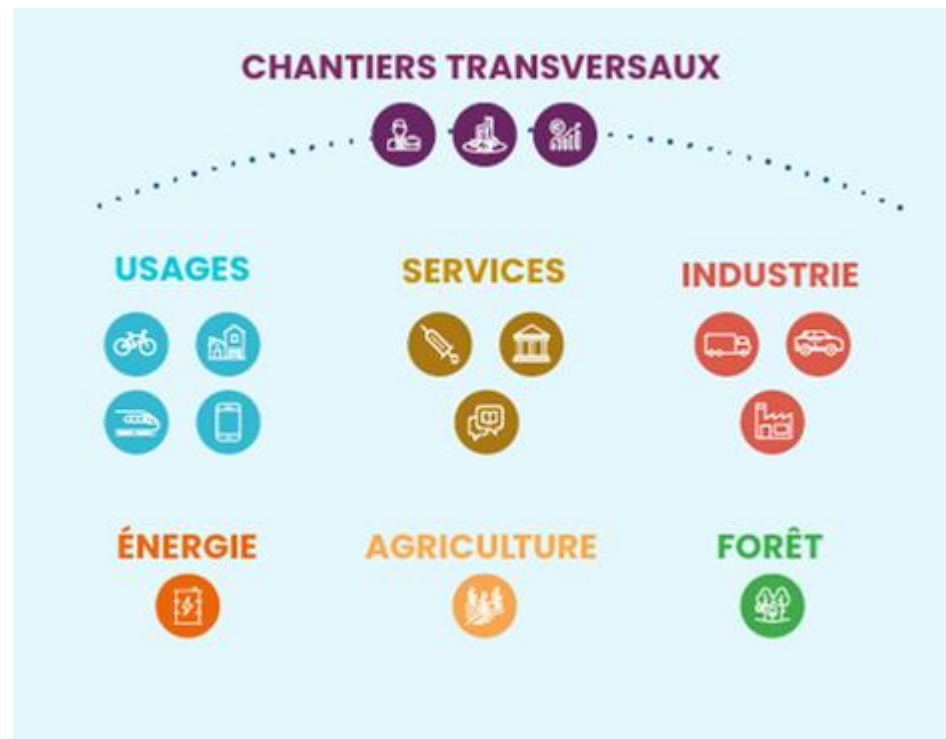 CHANTIERS TRANSVERSAUX
USAGES
SERVICES
INDUSTRIE
ÉNERGIE
AGRICULTURE
FORÊT